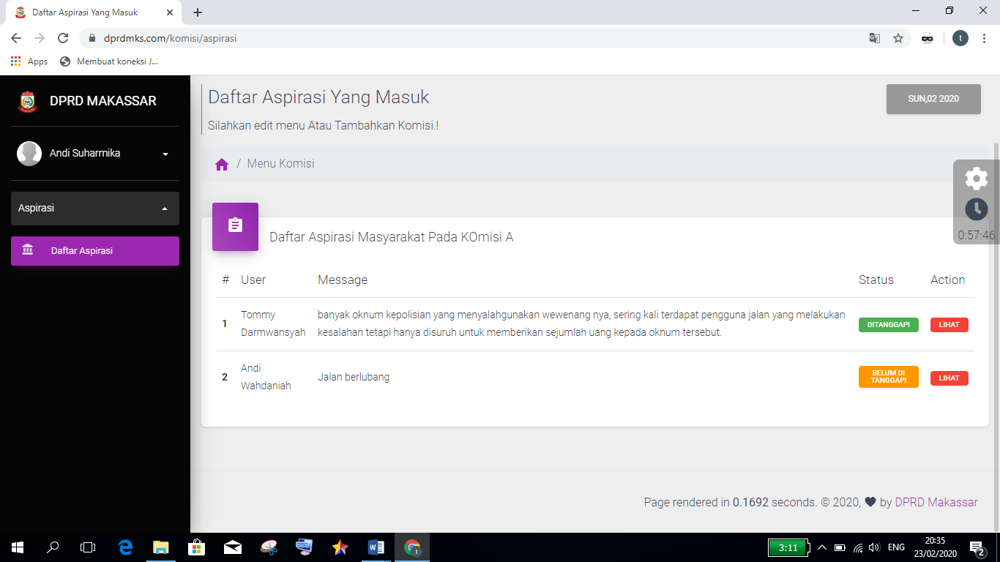 Daftar Aspirasi Yang Masuk
dprdmks.com/komisi/aspirasi
t
Apps
Membuat koneksi J...
DPRD MAKASSAR
Andi Suharmika
Aspirasi
Daftar Aspirasi
Daftar Aspirasi Yang Masuk
SUN,02 2020
Silahkan edit menu Atau Tambahkan Komisi.!
/ Menu Komisi
0:57:46
Daftar Aspirasi Masyarakat Pada KOmisi A
# User Message Status Action
1 Tommy Darmwansyah
banyak oknum kepolisian yang menyalahgunakan wewenang nya, sering kali terdapat pengguna jalan yang melakukan
kesalahan tetapi hanya disuruh untuk memberikan sejumlah uang kepada oknum tersebut.
DITANGGAPI
LIHAT
2 Andi Wahdaniah
Jalan berlubang
BELUM DI
TANGGAPI
LIHAT
Page rendered in 0.1692 seconds. © 2020, by DPRD Makassar
3:11
ENG
20:35
23/02/2020
2